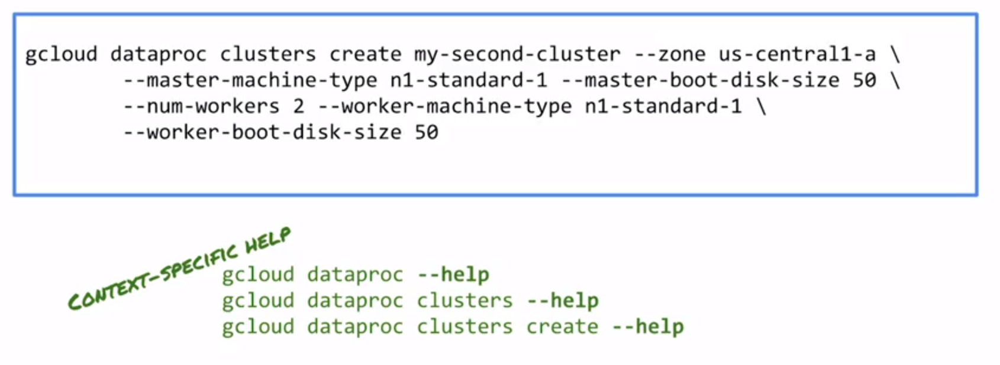 gcloud dataproc clusters create my-second-cluster --zone us-central1-a \
--master-machine-type n1-standard-1 --master-boot-disk-size 50 \
--num-workers 2 --worker-machine-type n1-standard-1 \
--worker-boot-disk-size 50
CONTEXT-SPECIFIC HELP
gcloud dataproc --help
gcloud dataproc clusters --help
gcloud dataproc clusters create --help